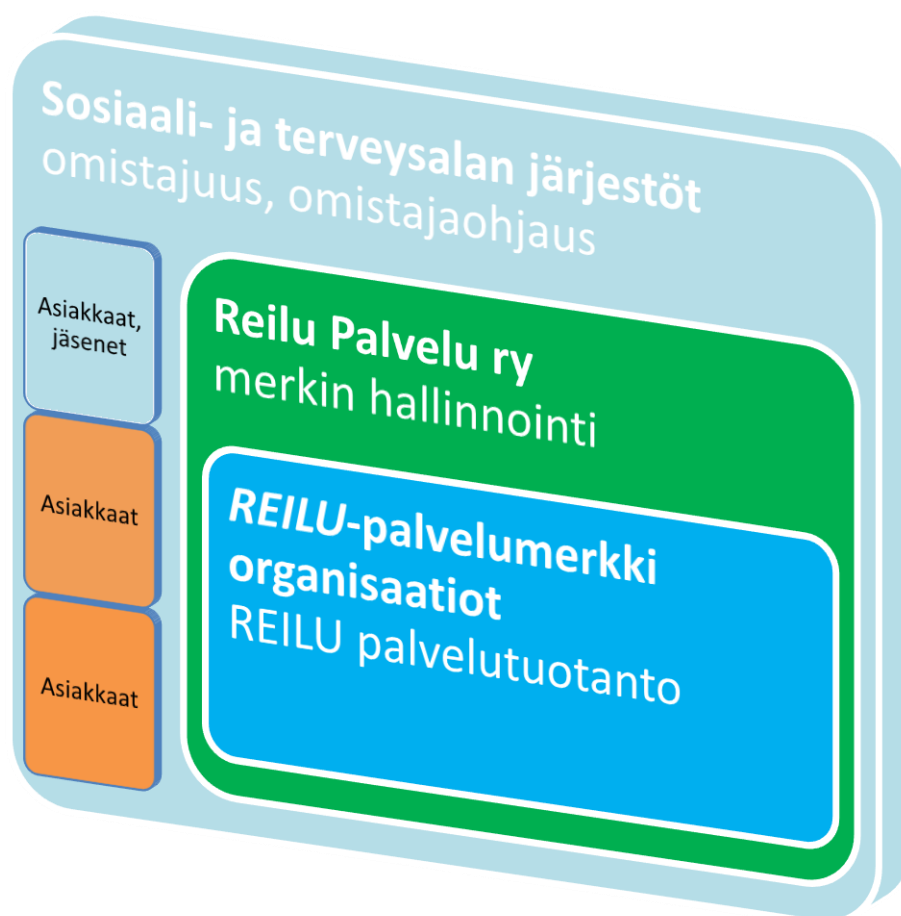 Sosiaali- ja terveysalan järjestöt
omistajuus, omistajaohjaus
Asiakkaat,
jäsenet
Asiakkaat
Asiakkaat
Reilu Palvelu ry
merkin hallinnointi
REILU-palvelumerkki
organisaatiot
REILU palvelutuotanto